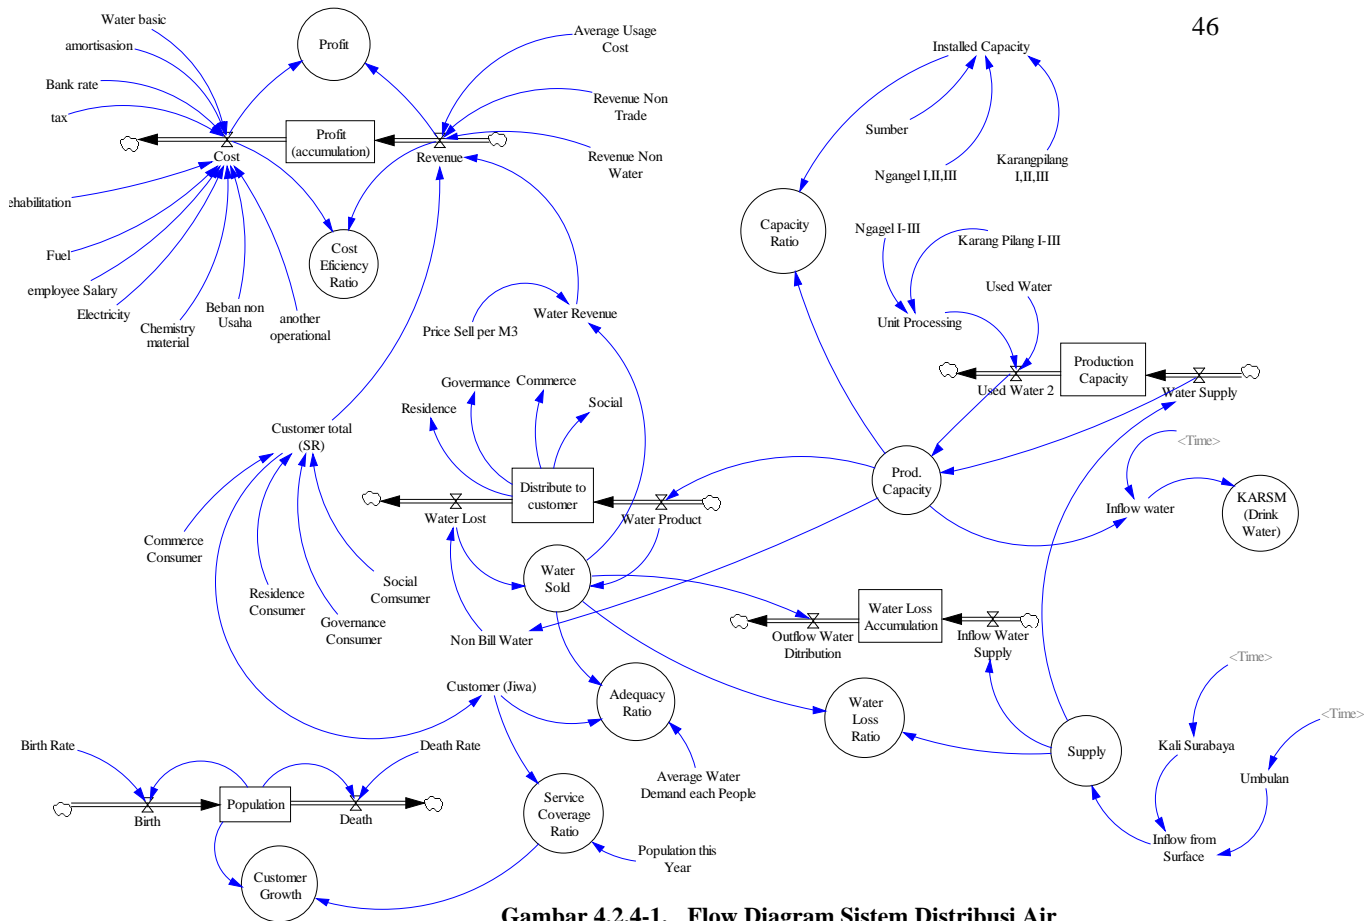 46
Water basic
amortisasion
Bank rate
tax
Profit
Average Usage
Cost
Revenue Non
Trade
Revenue Non
Water
Profit
(accumulation)
Cost
Revenue
ehabilitation
Fuel
employee Salary
Electricity
Chemistry
material
Beban non
Usaha
another
operational
Cost
Eficiency
Ratio
Installed Capacity
Sumber
Ngangel I,II,III
Karangpilang
I,II,III
Capacity
Ratio
Ngagel I-III
Karang Pilang I-III
Used Water
Unit Processing
Production
Capacity
Used Water 2
Water Supply
Price Sell per M3
Water Revenue
Governance
Commerce
Residence
Social
Customer total
(SR)
Distribute to
customer
Water Lost
Water Product
Prod.
Capacity
<Time>
Inflow water
KARSM
(Drink
Water)
Commerce
Consumer
Residence
Consumer
Governance
Consumer
Social
Comsumer
Water
Sold
Non Bill Water
Water Loss
Accumulation
Outflow Water
Ditribution
Inflow Water
Supply
Customer (Jiwa)
Adequacy
Ratio
Water
Loss
Ratio
Supply
<Time>
<Time>
Kali Surabaya
Umbulan
Inflow from
Surface
Average Water
Demand each People
Birth Rate
Death Rate
Population
Birth
Death
Service
Coverage
Ratio
Population this
Year
Customer
Growth
Gambar 4.2.4-1. Flow Diagram Sistem Distribusi Air